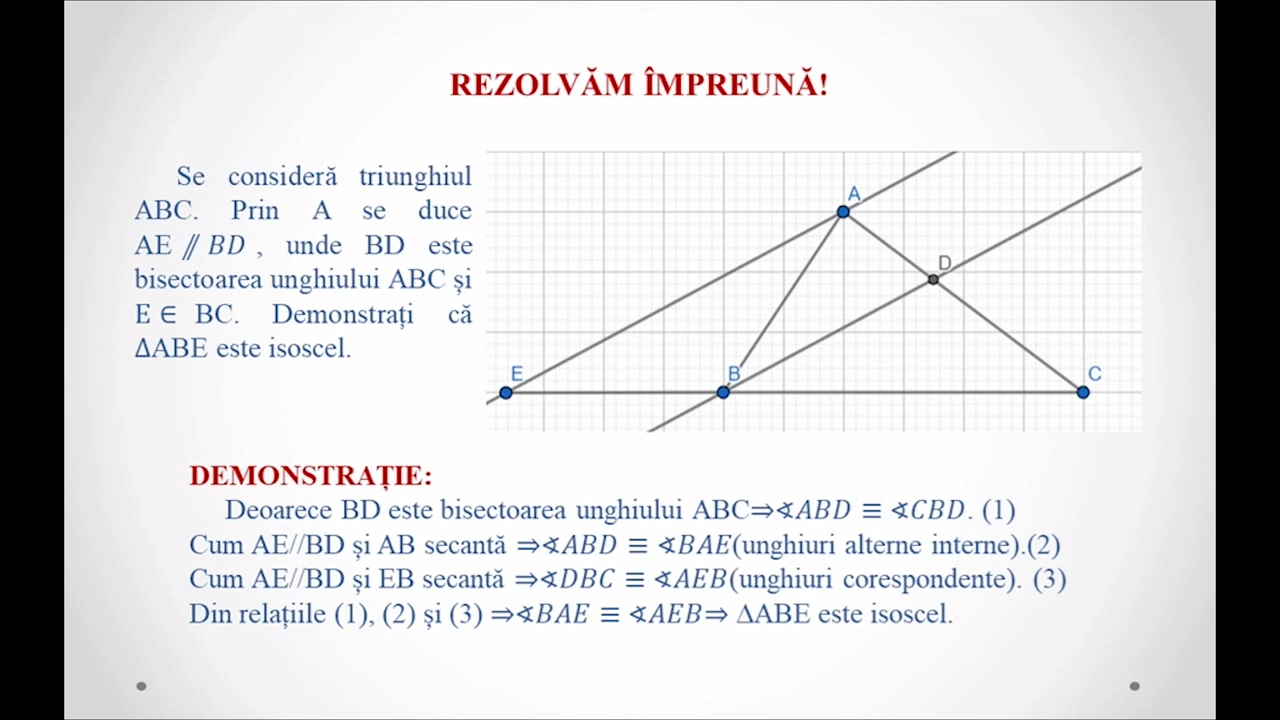 REZOLVĂM ÎMPREUNĂ!
Se consideră triunghiul
ABC. Prin A se duce
AE ∥ BD , unde BD este
bisectoarea unghiului ABC și
E ∈ BC. Demonstrați că
ΔABE este isoscel.
A
D
E
B
C
DEMONSTRAȚIE:
Deoarece BD este bisectoarea unghiului ABC⇒∢ABD ≡ ∢CBD. (1)
Cum AE//BD și AB secantă ⇒∢ABD ≡ ∢BAE(unghiuri alterne interne).(2)
Cum AE//BD și EB secantă ⇒∢DBC ≡ ∢AEB(unghiuri corespondente). (3)
Din relațiile (1), (2) și (3) ⇒∢BAE ≡ ∢AEB⇒ ΔABE este isoscel.